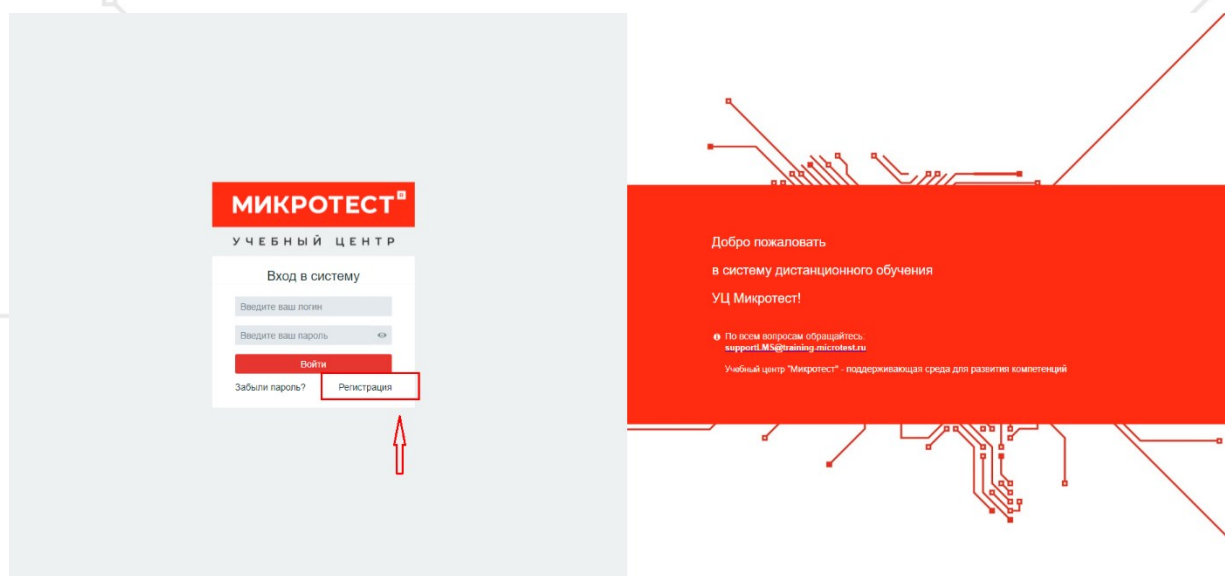 МИКРОТЕСТ
УЧЕБНЫЙ ЦЕНТР
Вход в систему
Введите ваш логин
Введите ваш пароль
Войти
Забыли пароль? Регистрация
Добро пожаловать
в систему дистанционного обучения
УЦ Микротест!
По всем вопросам обращайтесь:
supportLMS@training-microtest.ru
Учебный центр "Микротест" - поддерживающая среда для развития компетенций